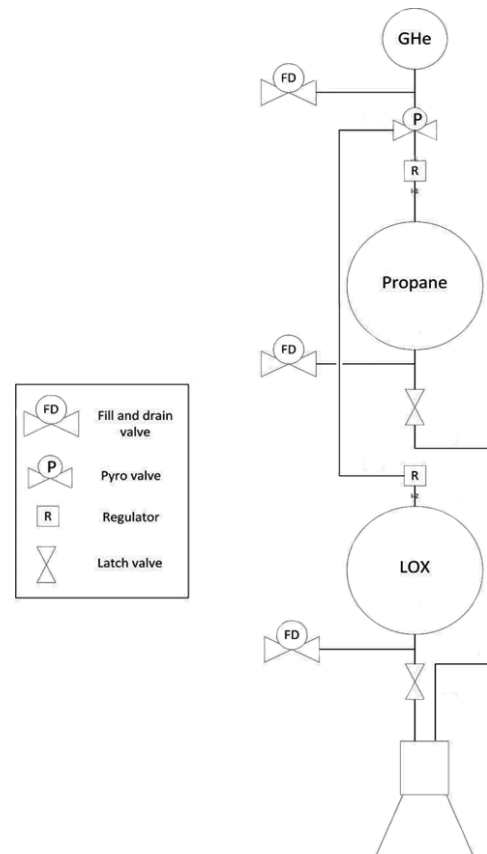 GHe
FD
P
R
Propane
FD
FD
Fill and drain
valve
P
Pyro valve
R
Regulator
Latch valve
R
LOX
FD